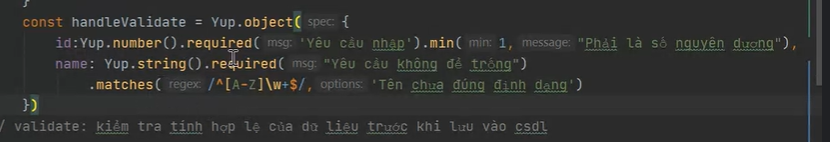 const handleValidate = Yup.object( spec: {
id:Yup.number().required( msg: 'Yêu cầu nhập').min( min: 1, message: "Phải là số nguyên dương"),
name: Yup.string().required( msg: "Yêu cầu không để trống")
.matches( regex: /^[A-Z]\w+$/, options: 'Tên chưa đúng định dạng')
})
/ validate: kiểm tra tính hợp lệ của dữ liệu trước khi lưu vào csdl